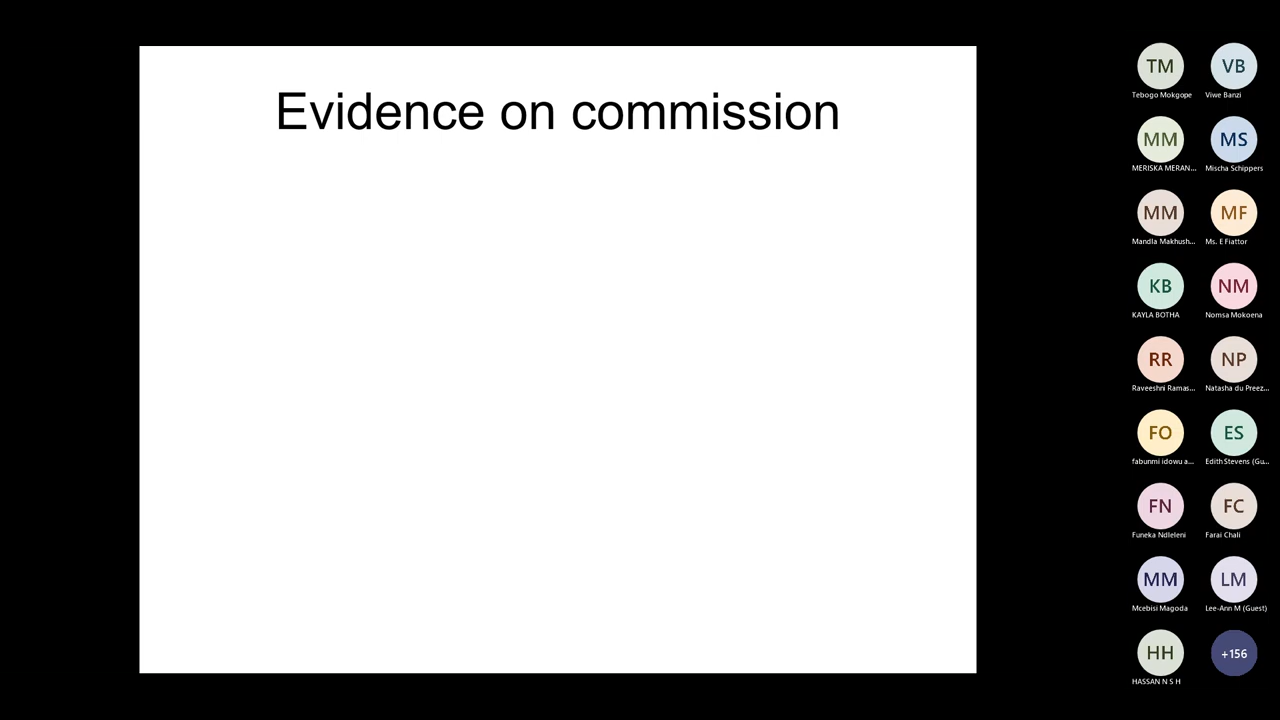 Evidence on commission
TM
VB
Tebogo Mokgope
Viwe Banzi
MM
MS
MERISKA MERAN...
Mischa Schippers
MM
MF
Mandla Makhush...
Ms. E Fiattor
KB
NM
KAYLA BOTHA
Nomsa Mokoena
RR
NP
Raveeshni Ramas...
Natasha du Preez...
FO
ES
fabunmi idowu a...
Edith Stevens (Gu...
FN
FC
Funeka Ndleleni
Farai Chali
MM
LM
Mcebisi Magoda
Lee-Ann M (Guest)
HH
+156
HASSAN N S H